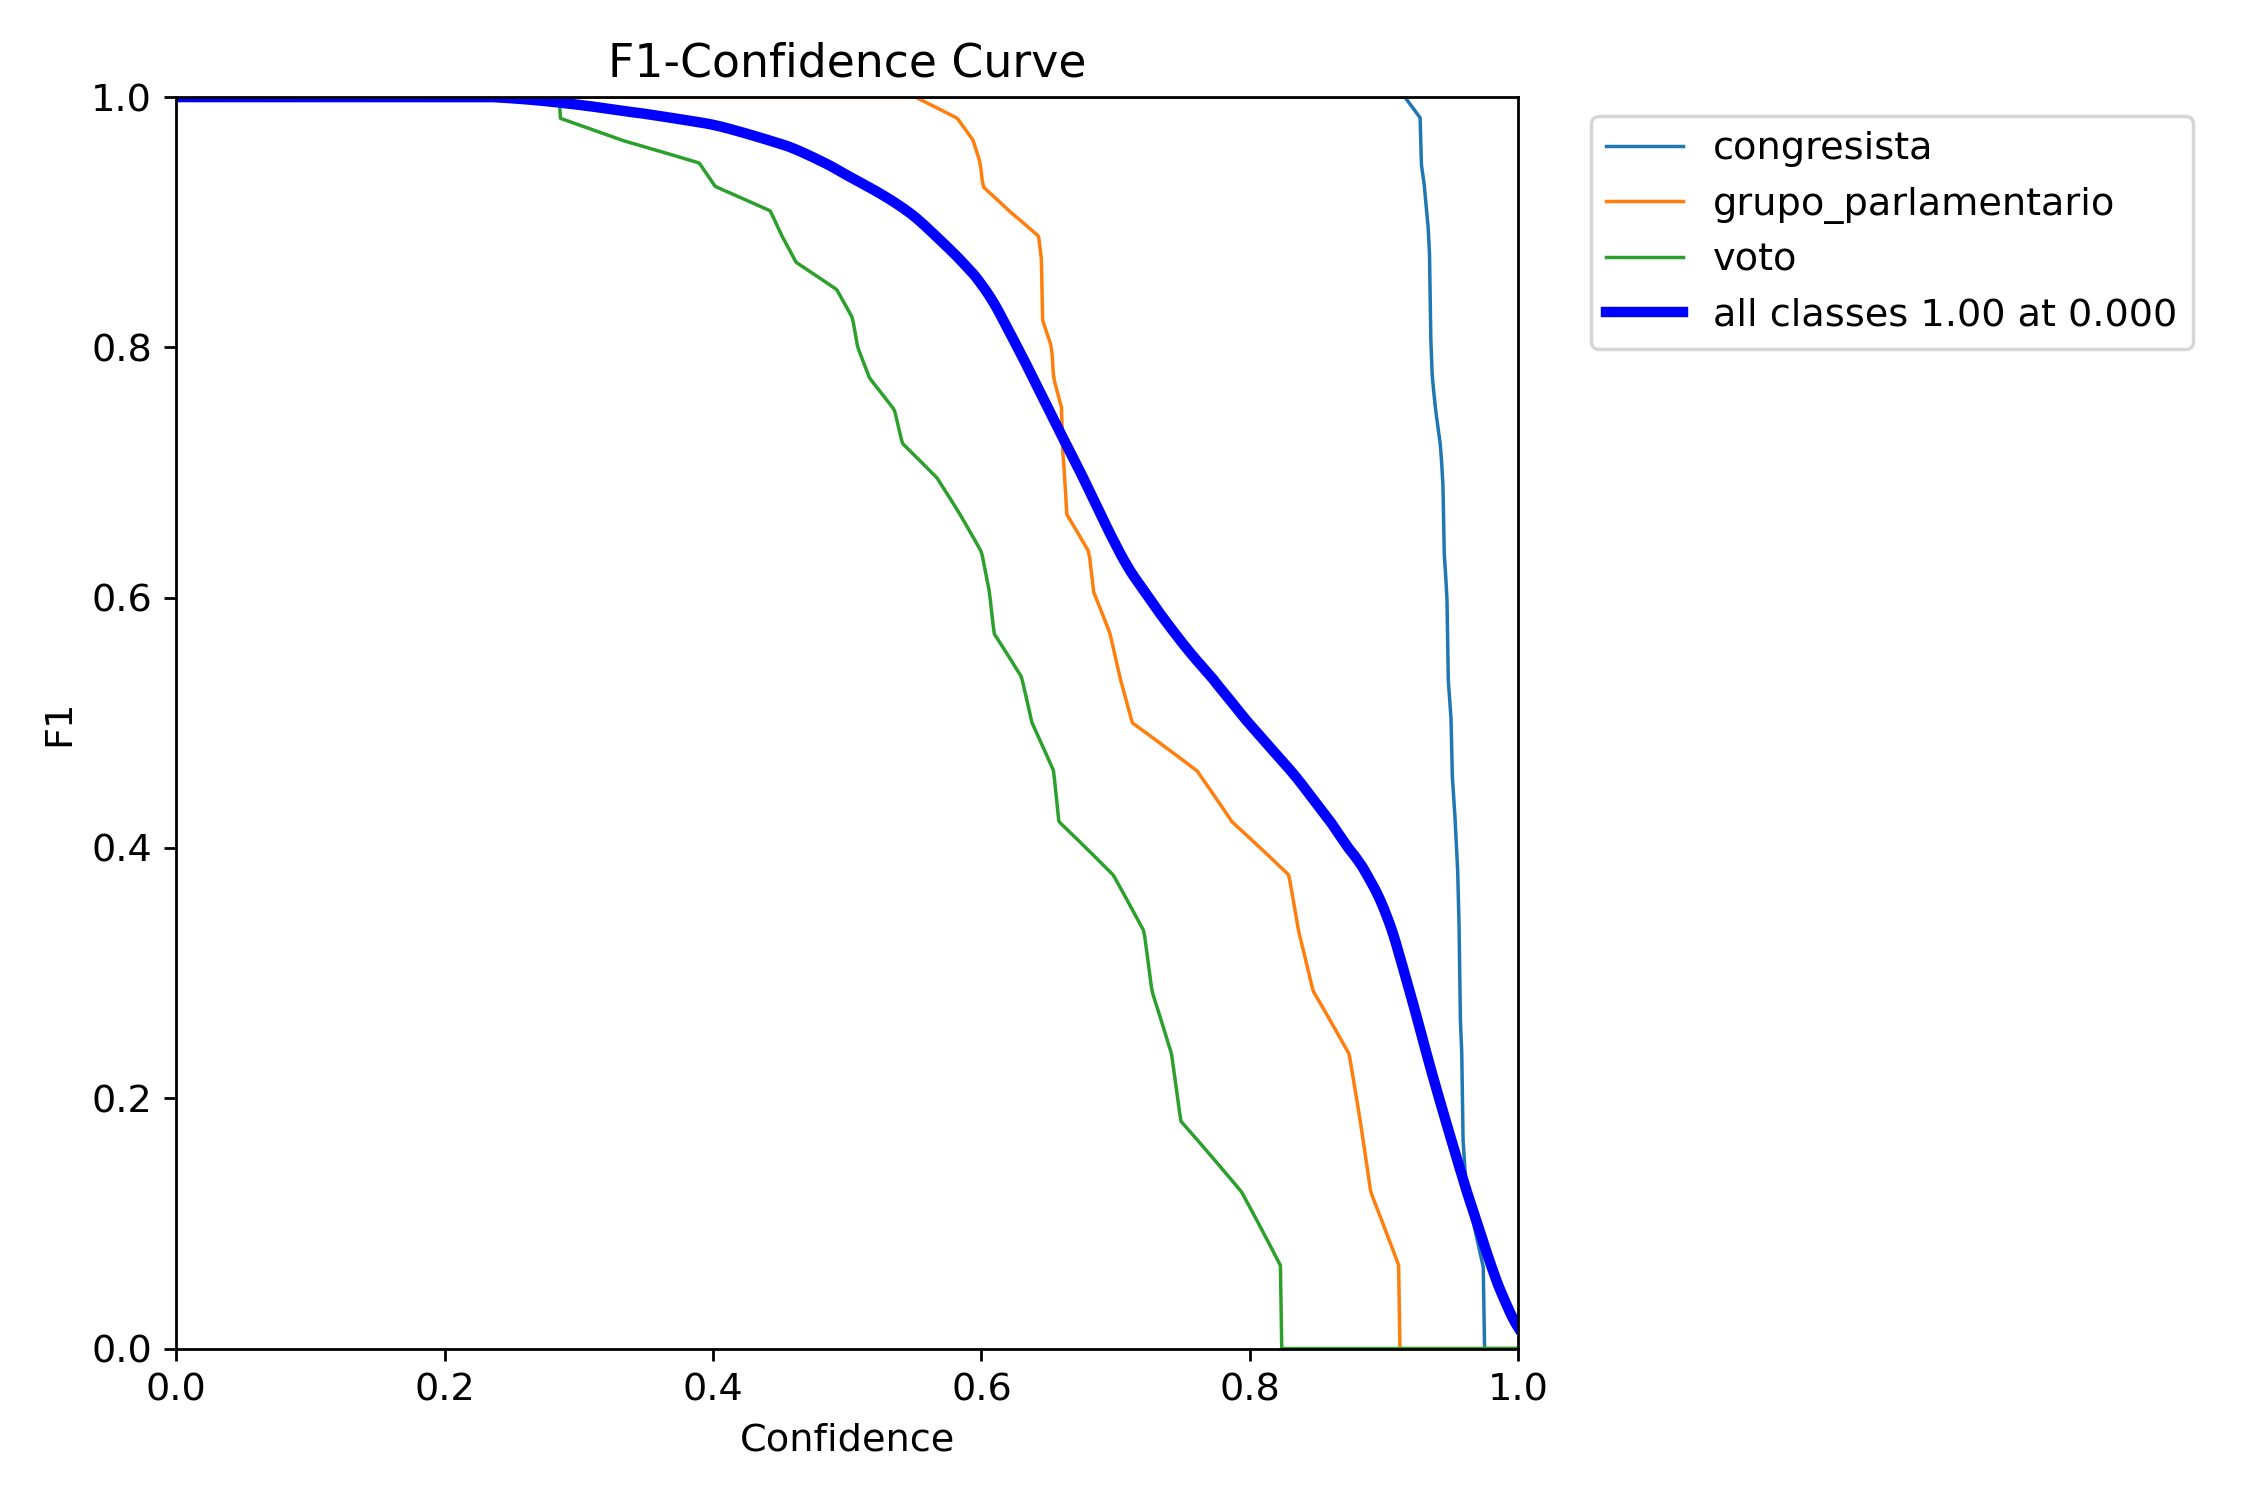 F1-Confidence Curve
1.0
0.8
0.6
0.4
0.2
0.0
F1
0.0 0.2 0.4 0.6 0.8 1.0
Confidence
congresista
grupo_parlamentario
voto
all classes 1.00 at 0.000